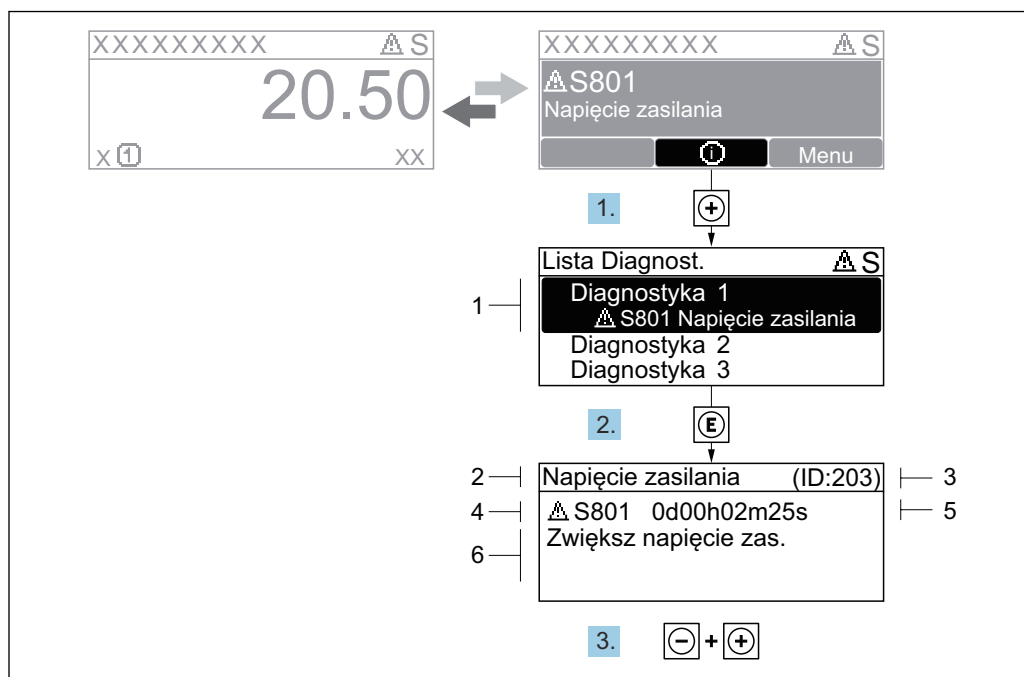 XXXXXXXXX ⚠ S
20.50
X 1 XX
XXXXXXXXX ⚠ S
⚠ S801
Napięcie zasilania
i Menu
1. +
Lista Diagnost. ⚠ S
1
Diagnostyka 1
⚠ S801 Napięcie zasilania
Diagnostyka 2
Diagnostyka 3
2. E
2 Napięcie zasilania (ID:203) 3
4 ⚠ S801 0d00h02m25s 5
6 Zwiększ napięcie zas.
3. - + +